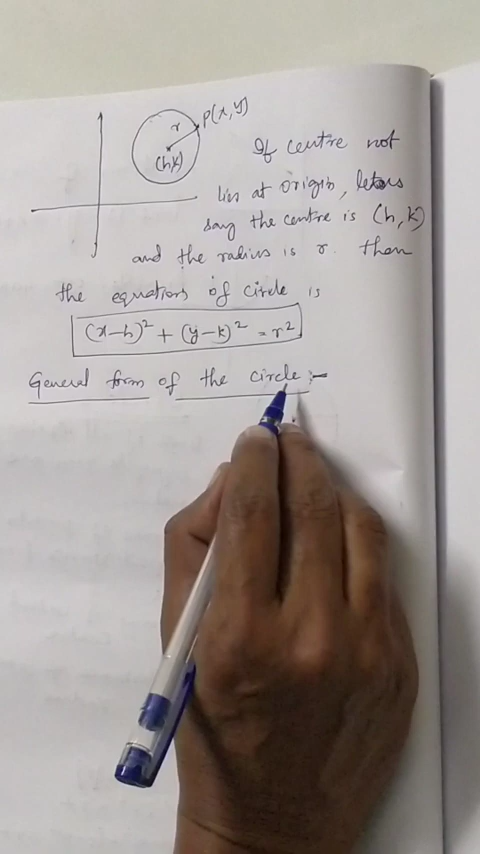 P(x,y)
r
(h,k)
If centre not
lies at origin, let us
say the centre is (h,k)
and the radius is r. then
the equation of circle is
(x-h)² + (y-k)² = r²
General form of the circle :-